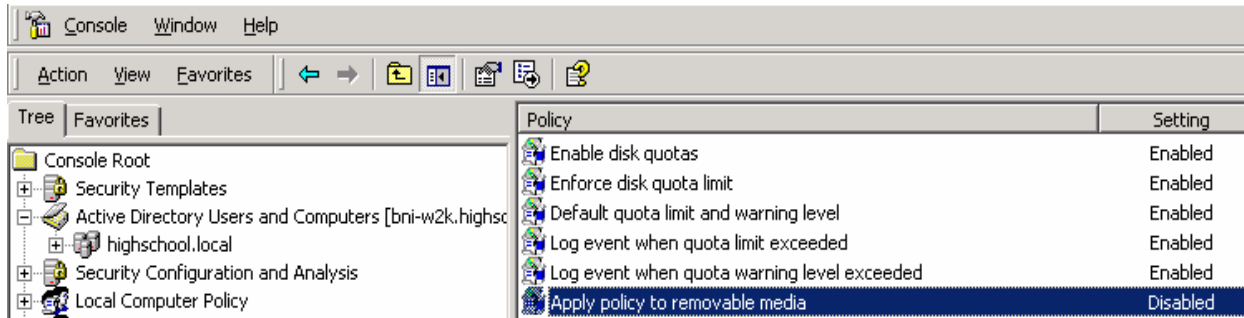 Console Window Help
Action View Favorites
Tree Favorites
Policy Setting
Console Root
Security Templates
Active Directory Users and Computers [bni-w2k.highsc
highschool.local
Security Configuration and Analysis
Local Computer Policy
Enable disk quotas Enabled
Enforce disk quota limit Enabled
Default quota limit and warning level Enabled
Log event when quota limit exceeded Enabled
Log event when quota warning level exceeded Enabled
Apply policy to removable media Disabled